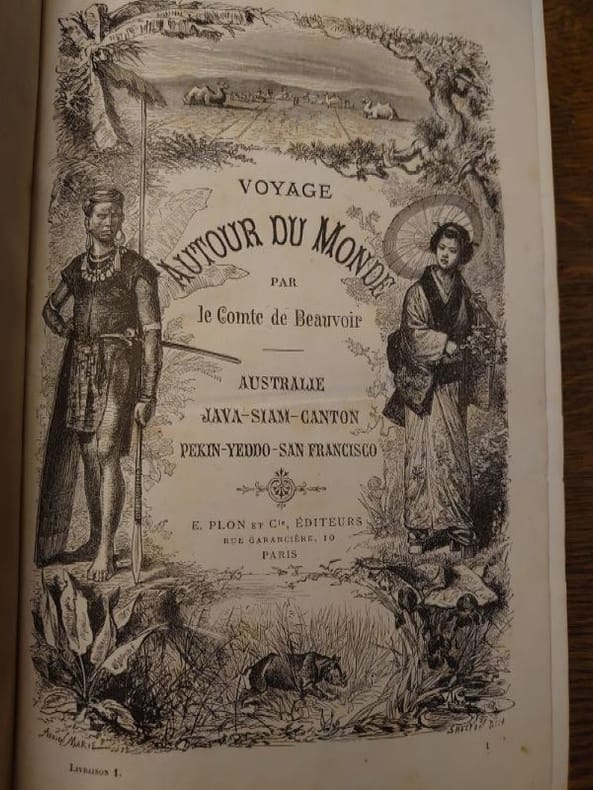 VOYAGE
AUTOUR DU MONDE
PAR
le Comte de Beauvoir
AUSTRALIE
JAVA-SIAM-CANTON
PEKIN-YEDDO-SAN FRANCISCO
E. PLON ET Cie, ÉDITEURS
RUE GARANCIÈRE, 10
PARIS
LIVRAISON 1.
1